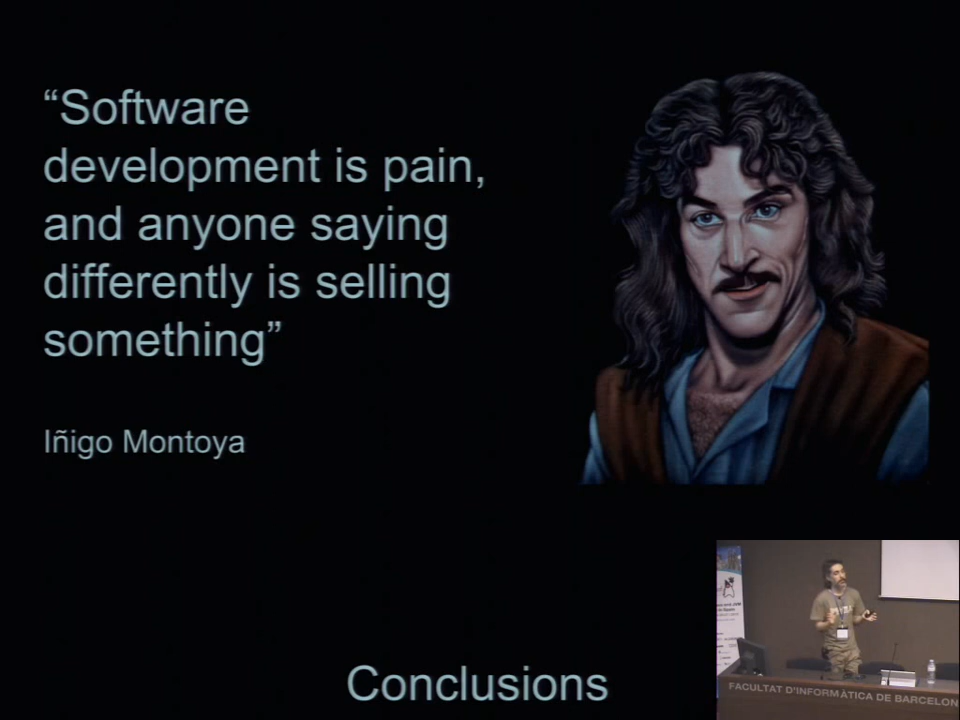 “Software
development is pain,
and anyone saying
differently is selling
something”
Iñigo Montoya
Conclusions
FACULTAT D'INFORMÀTICA DE BARCELON